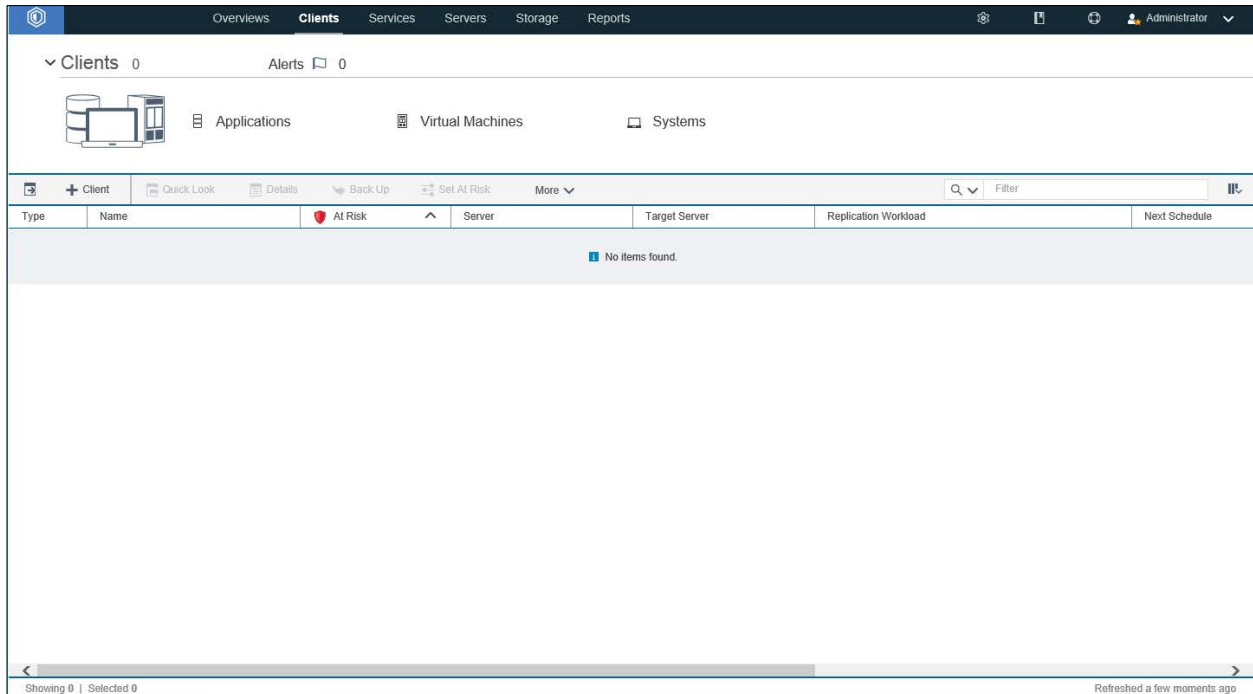 Overviews Clients Services Servers Storage Reports Administrator
Clients 0 Alerts 0
Applications Virtual Machines Systems
Client Quick Look Details Back Up Set At Risk More Filter
Type Name At Risk Server Target Server Replication Workload Next Schedule
No items found.
Showing 0 | Selected 0 Refreshed a few moments ago